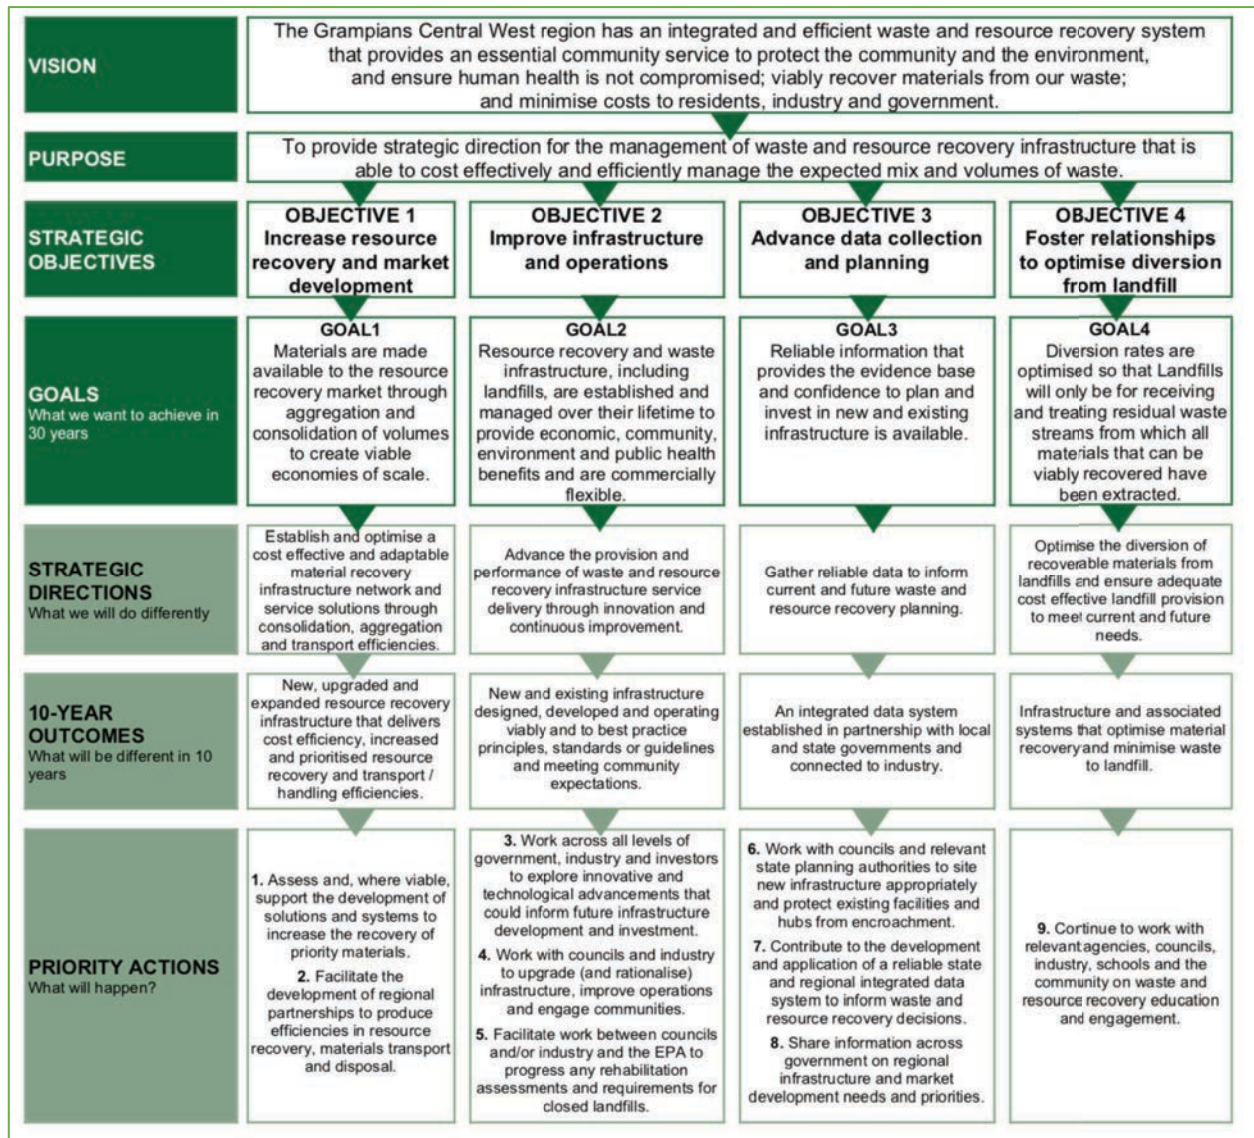 VISION
The Grampians Central West region has an integrated and efficient waste and resource recovery system
that provides an essential community service to protect the community and the environment,
and ensure human health is not compromised; viably recover materials from our waste;
and minimise costs to residents, industry and government.
PURPOSE
To provide strategic direction for the management of waste and resource recovery infrastructure that is
able to cost effectively and efficiently manage the expected mix and volumes of waste.
STRATEGIC
OBJECTIVES
OBJECTIVE 1
Increase resource
recovery and market
development
OBJECTIVE 2
Improve infrastructure
and operations
OBJECTIVE 3
Advance data collection
and planning
OBJECTIVE 4
Foster relationships
to optimise diversion
from landfill
GOALS
What we want to achieve in
30 years
GOAL1
Materials are made
available to the resource
recovery market through
aggregation and
consolidation of volumes
to create viable
economies of scale.
GOAL2
Resource recovery and waste
infrastructure, including
landfills, are established and
managed over their lifetime to
provide economic, community,
environment and public health
benefits and are commercially
flexible.
GOAL3
Reliable information that
provides the evidence base
and confidence to plan and
invest in new and existing
infrastructure is available.
GOAL4
Diversion rates are
optimised so that Landfills
will only be for receiving
and treating residual waste
streams from which all
materials that can be
viably recovered have
been extracted.
STRATEGIC
DIRECTIONS
What we will do differently
Establish and optimise a
cost effective and adaptable
material recovery
infrastructure network and
service solutions through
consolidation, aggregation
and transport efficiencies.
Advance the provision and
performance of waste and resource
recovery infrastructure service
delivery through innovation and
continuous improvement.
Gather reliable data to inform
current and future waste and
resource recovery planning.
Optimise the diversion of
recoverable materials from
landfills and ensure adequate
cost effective landfill provision
to meet current and future
needs.
10-YEAR
OUTCOMES
What will be different in 10
years
New, upgraded and
expanded resource recovery
infrastructure that delivers
cost efficiency, increased
and prioritised resource
recovery and transport /
handling efficiencies.
New and existing infrastructure
designed, developed and operating
viably and to best practice
principles, standards or guidelines
and meeting community
expectations.
An integrated data system
established in partnership with local
and state governments and
connected to industry.
Infrastructure and associated
systems that optimise material
recovery and minimise waste
to landfill.
PRIORITY ACTIONS
What will happen?
1. Assess and, where viable,
support the development of
solutions and systems to
increase the recovery of
priority materials.
2. Facilitate the
development of regional
partnerships to produce
efficiencies in resource
recovery, materials transport
and disposal.
3. Work across all levels of
government, industry and investors
to explore innovative and
technological advancements that
could inform future infrastructure
development and investment.
4. Work with councils and industry
to upgrade (and rationalise)
infrastructure, improve operations
and engage communities.
5. Facilitate work between councils
and/or industry and the EPA to
progress any rehabilitation
assessments and requirements for
closed landfills.
6. Work with councils and relevant
state planning authorities to site
new infrastructure appropriately
and protect existing facilities and
hubs from encroachment.
7. Contribute to the development
and application of a reliable state
and regional integrated data
system to inform waste and
resource recovery decisions.
8. Share information across
government on regional
infrastructure and market
development needs and priorities.
9. Continue to work with
relevant agencies, councils,
industry, schools and the
community on waste and
resource recovery education
and engagement.